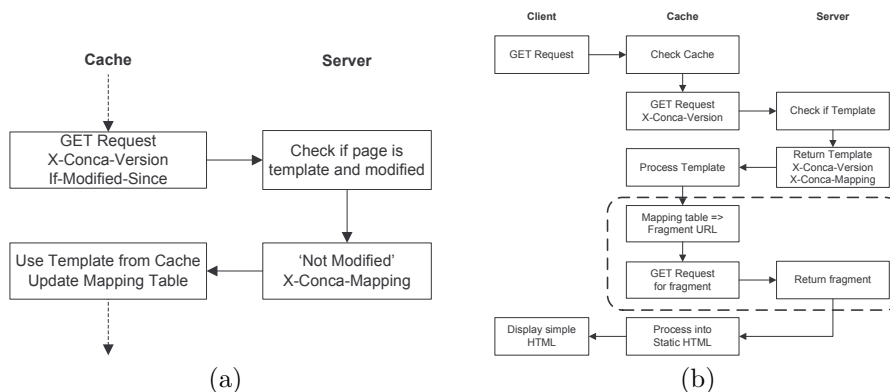 Cache
Server
GET Request
X-Conca-Version
If-Modified-Since
Check if page is
template and modified
Use Template from Cache
Update Mapping Table
'Not Modified'
X-Conca-Mapping
(a)
Client
Cache
Server
GET Request
Check Cache
GET Request
X-Conca-Version
Check if Template
Process Template
Return Template
X-Conca-Version
X-Conca-Mapping
Mapping table =>
Fragment URL
GET Request
for fragment
Return fragment
Display simple
HTML
Process into
Static HTML
(b)